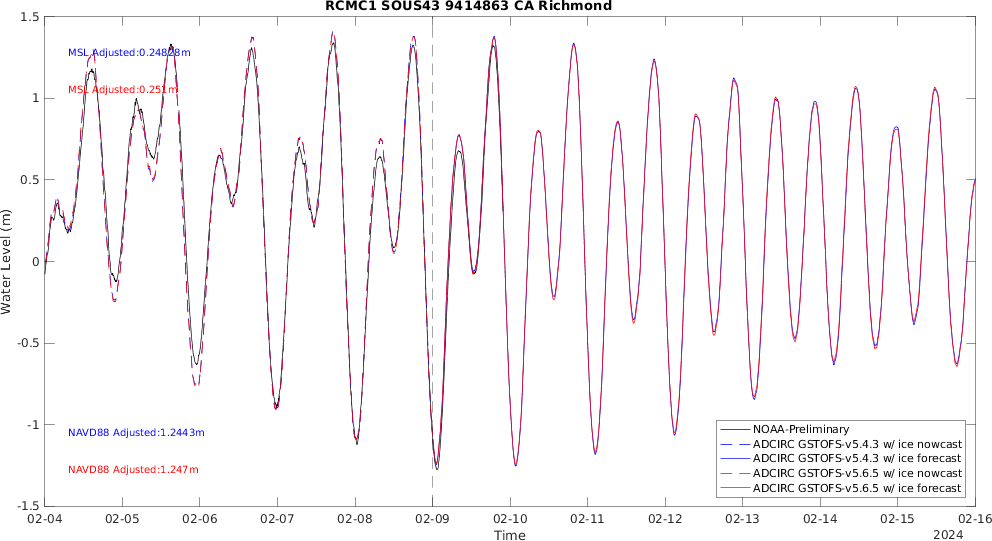 RCMC1 SOUS43 9414863 CA Richmond
1.5
1
0.5
0
-0.5
-1
-1.5
Water Level (m)
MSL Adjusted:0.24828m
MSL Adjusted:0.251m
NAVD88 Adjusted:1.2443m
NAVD88 Adjusted:1.247m
NOAA-Preliminary
ADCIRC GSTOFS-v5.4.3 w/ ice nowcast
ADCIRC GSTOFS-v5.4.3 w/ ice forecast
ADCIRC GSTOFS-v5.6.5 w/ ice nowcast
ADCIRC GSTOFS-v5.6.5 w/ ice forecast
02-04 02-05 02-06 02-07 02-08 02-09 02-10 02-11 02-12 02-13 02-14 02-15 02-16
Time
2024